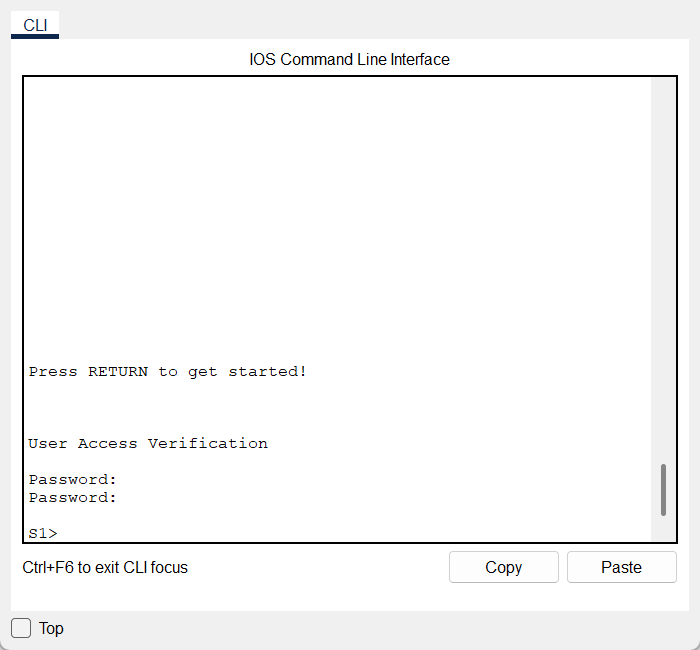 CLI
IOS Command Line Interface
Press RETURN to get started!
User Access Verification
Password:
Password:
S1>
Ctrl+F6 to exit CLI focus
Copy
Paste
Top